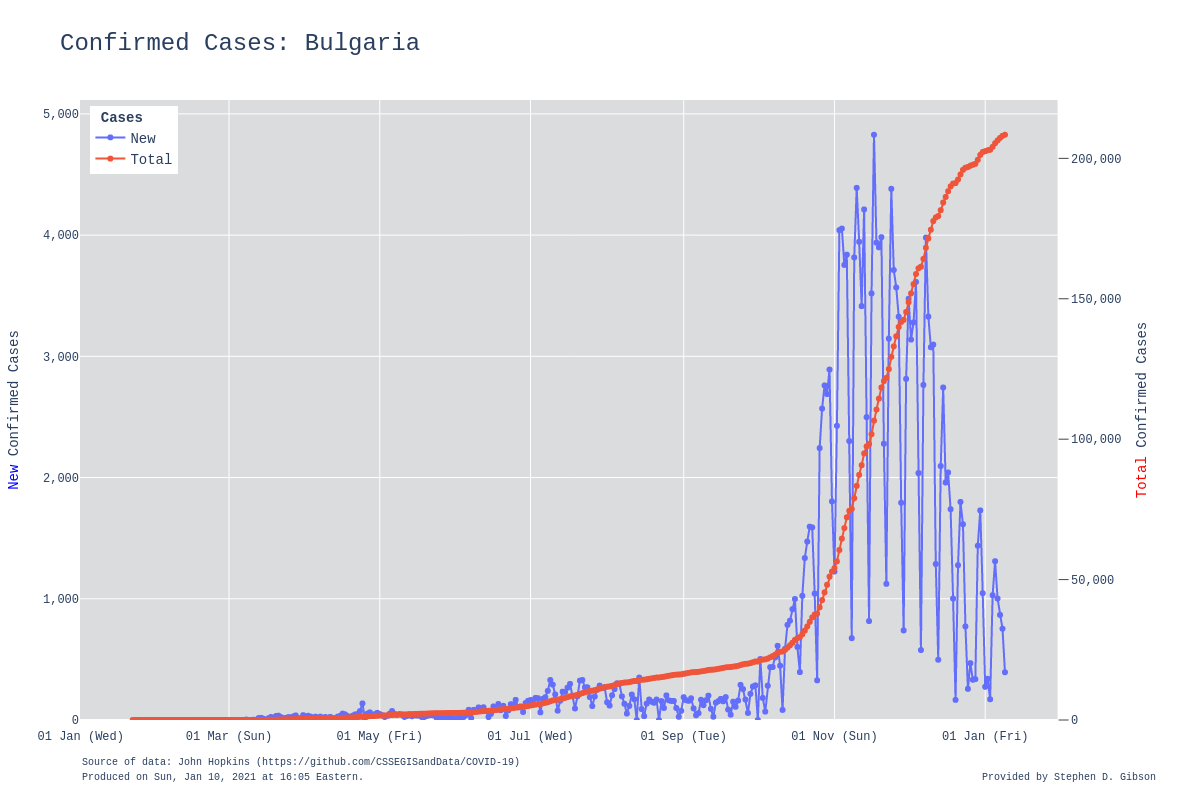 Confirmed Cases: Bulgaria
Cases
New
Total
5,000
4,000
3,000
2,000
1,000
0
New Confirmed Cases
200,000
150,000
100,000
50,000
0
Total Confirmed Cases
01 Jan (Wed)
01 Mar (Sun)
01 May (Fri)
01 Jul (Wed)
01 Sep (Tue)
01 Nov (Sun)
01 Jan (Fri)
Source of data: John Hopkins (https://github.com/CSSEGISandData/COVID-19)
Produced on Sun, Jan 10, 2021 at 16:05 Eastern.
Provided by Stephen D. Gibson